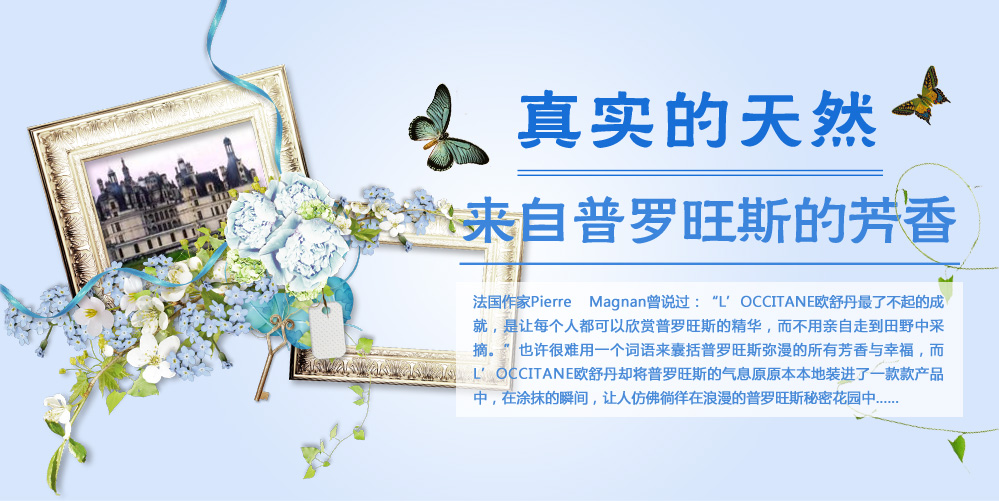 真实的天然
来自普罗旺斯的芳香
法国作家Pierre Magnan曾说过：“L’OCCITANE欧舒丹最了不起的成
就，是让每个人都可以欣赏普罗旺斯的精华，而不用亲自走到田野中采
摘。”也许很难用一个词语来囊括普罗旺斯弥漫的所有芳香与幸福，而
L’OCCITANE欧舒丹却将普罗旺斯的气息原原本本地装进了一款款产品
中，在涂抹的瞬间，让人仿佛徜徉在浪漫的普罗旺斯秘密花园中......